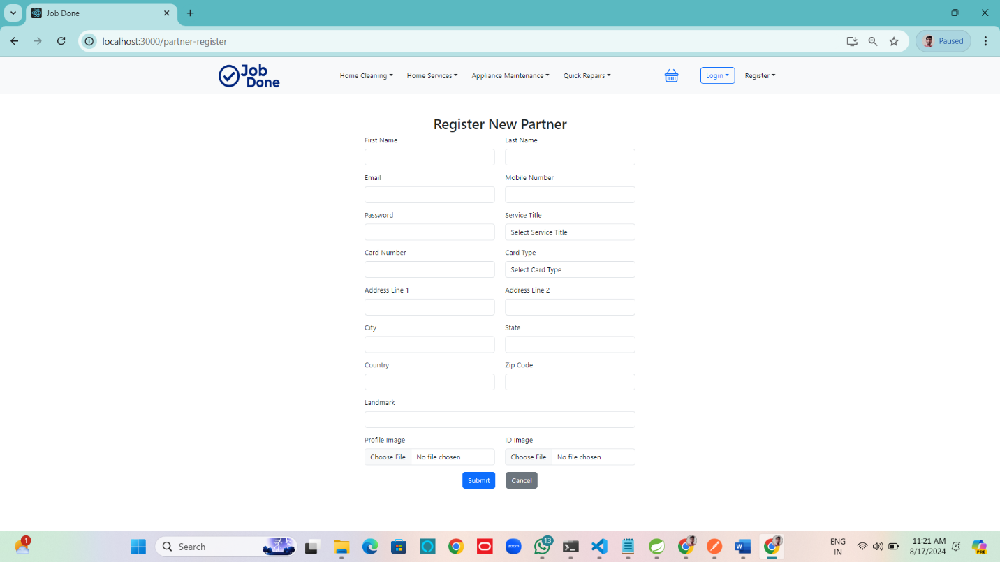 Job Done
localhost:3000/partner-register
Paused
Job Done
Home Cleaning
Home Services
Appliance Maintenance
Quick Repairs
Login
Register
Register New Partner
First Name
Last Name
Email
Mobile Number
Password
Service Title
Select Service Title
Card Number
Card Type
Select Card Type
Address Line 1
Address Line 2
City
State
Country
Zip Code
Landmark
Profile Image
ID Image
Choose File No file chosen
Choose File No file chosen
Submit
Cancel
1
Search
zoom
13
ENG
IN
11:21 AM
8/17/2024
PRE